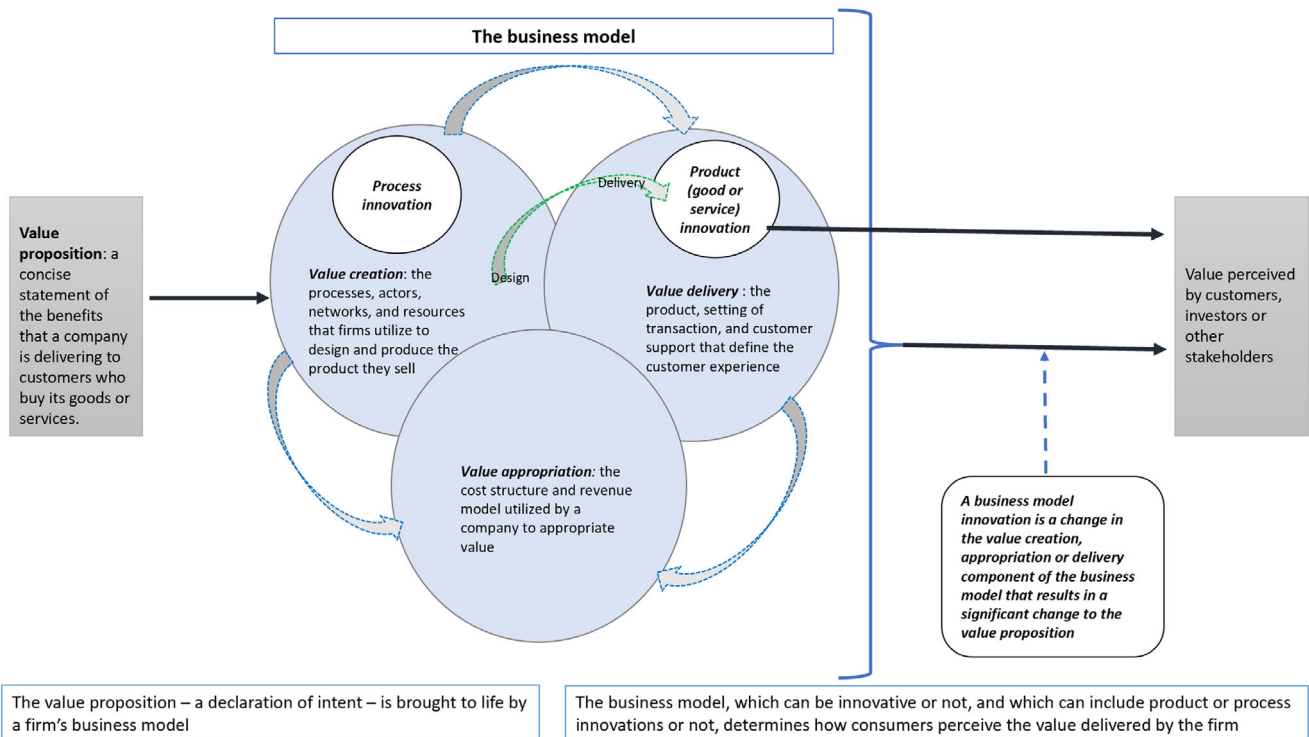 The business model
Value
proposition: a
concise
statement of
the benefits
that a company
is delivering to
customers who
buy its goods or
services.
Process
innovation
Value creation: the
processes, actors,
networks, and resources
that firms utilize to
design and produce the
product they sell
Design
Delivery
Product
(good or
service)
innovation
Value delivery : the
product, setting of
transaction, and customer
support that define the
customer experience
Value appropriation: the
cost structure and revenue
model utilized by a
company to appropriate
value
Value perceived
by customers,
investors or
other
stakeholders
A business model
innovation is a change in
the value creation,
appropriation or delivery
component of the business
model that results in a
significant change to the
value proposition
The value proposition – a declaration of intent – is brought to life by
a firm’s business model
The business model, which can be innovative or not, and which can include product or process
innovations or not, determines how consumers perceive the value delivered by the firm